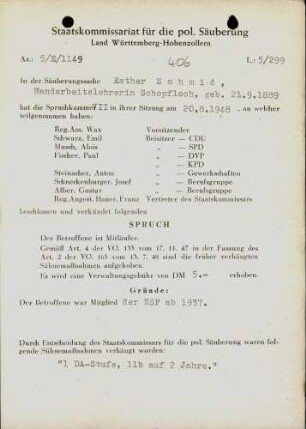 Staatskommissariat für die pol. Säuberung
Land Württemberg-Hohenzollern
Az.: 5/E/1149
406
L: 5/299
In der Säuberungssache Esther Schmid,
Handarbeitslehrerin Schopfloch, geb. 21.9.1889
hat die Spruchkammer VII in ihrer Sitzung am 20.8.1948 an welcher
teilgenommen haben:
Reg.Ass. Wax Vorsitzender
Schwarz, Emil Beisitzer — CDU
Musch, Alois „ — SPD
Fischer, Paul „ — DVP
„ — KPD
Steinacher, Anton „ — Gewerkschaften
Schneckenburger, Josef „ — Berufsgruppe
Alber, Gustav „ — Berufsgruppe
Reg.Angest. Hauer, Franz Vertreter des Staatskommissars
beschlossen und verkündet folgenden
SPRUCH
Der Betroffene ist Mitläufer.
Gemäß Art. 4 der VO. 133 vom 17. 11. 47 in der Fassung des
Art. 2 der VO. 165 vom 13. 7. 48 sind die früher verhängten
Sühnemaßnahmen aufgehoben.
Es wird eine Verwaltungsgebühr von DM 5.— erhoben.
Gründe:
Der Betroffene war Mitglied der NSF ab 1937.
Durch Entscheidung des Staatskommissars für die pol. Säuberung waren fol-
gende Sühnemaßnahmen verhängt worden:
"1 DA-Stufe, 11b auf 2 Jahre."